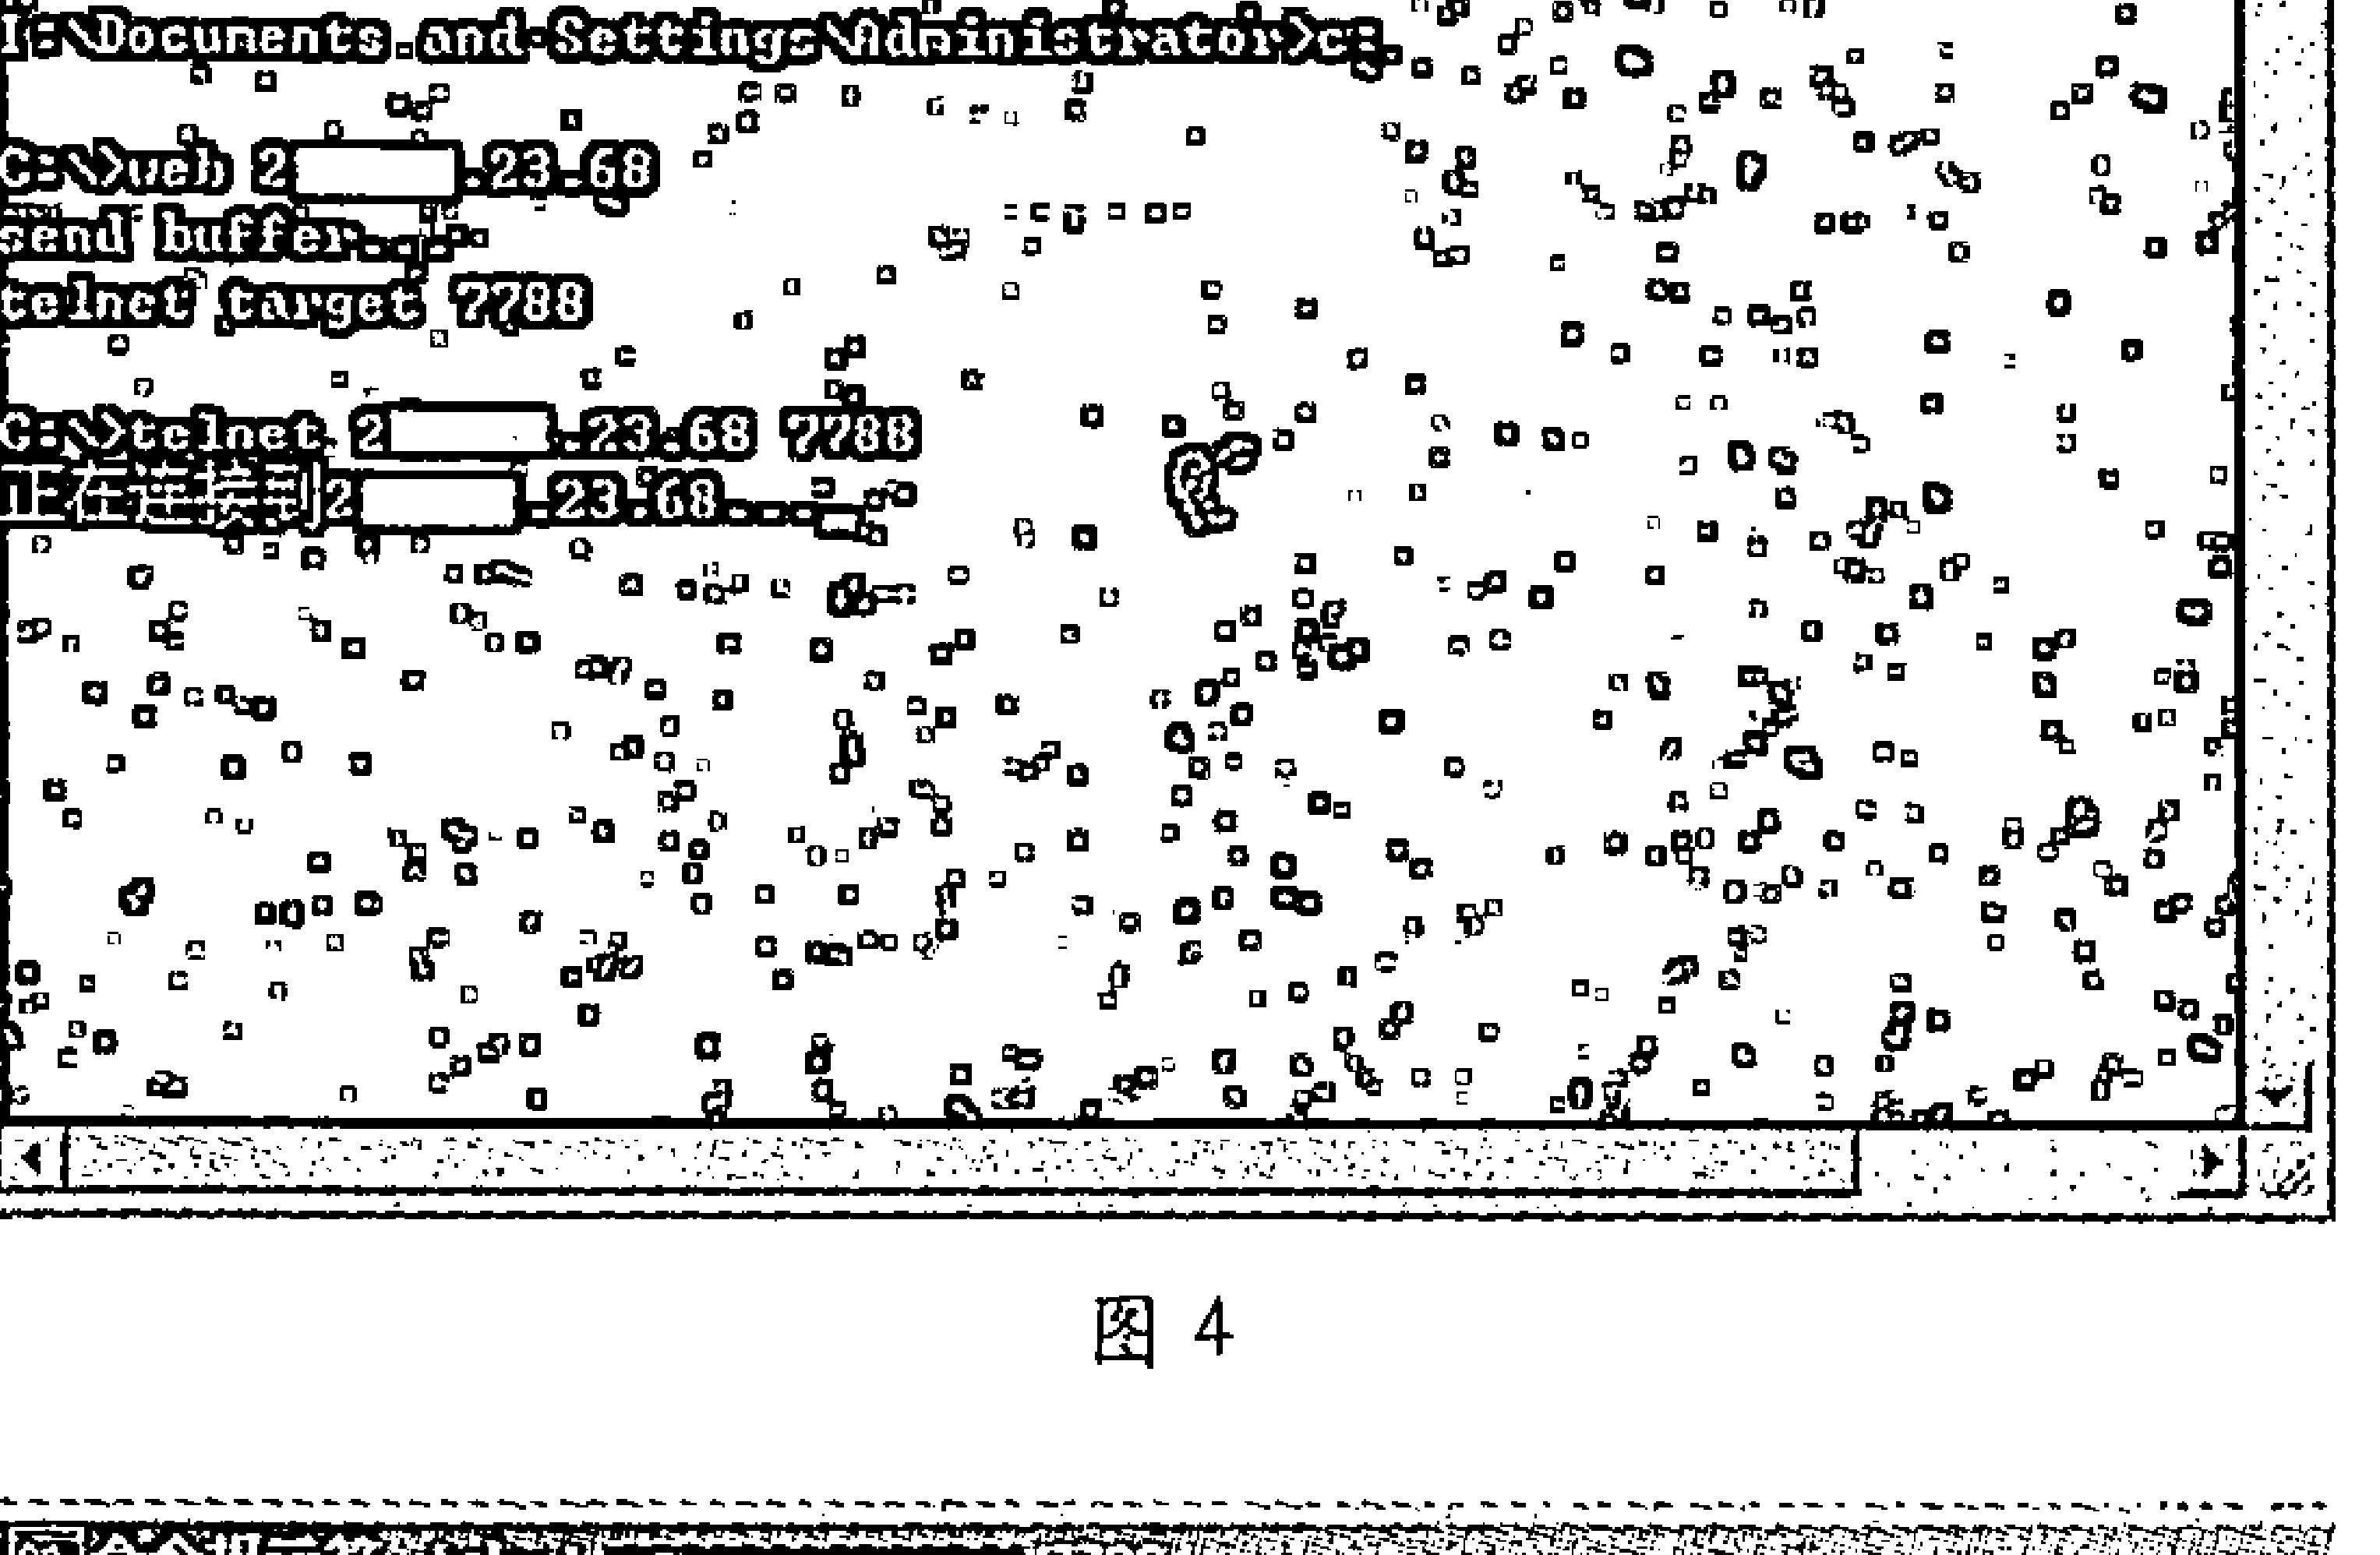 I:\Documents and Settings\Administrator>c:
C:\>web 2 .23.68
send buffer...
telnet target 7788
C:\>telnet 2 .23.68 7788
正在连接到2 .23.68...
图 4